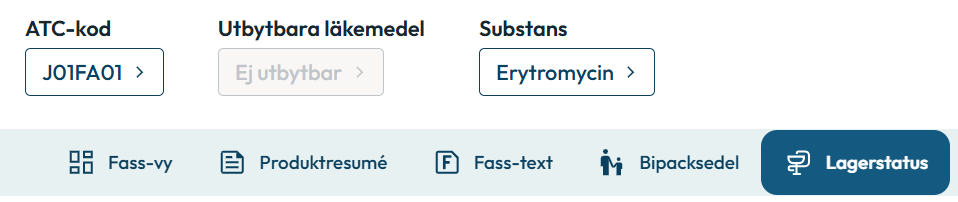 ATC-kod Utbytbara läkemedel Substans
J01FA01 Ej utbytbar Erytromycin
Fass-vy Produktresumé Fass-text Bipacksedel Lagerstatus